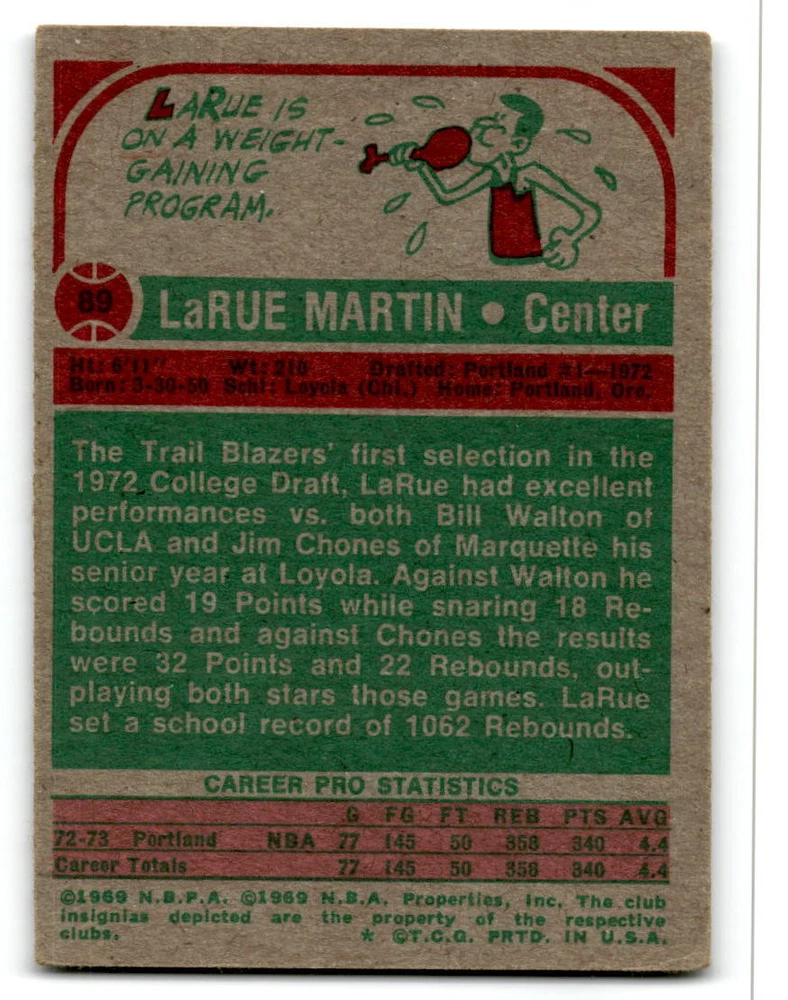 LARUE IS
ON A WEIGHT-
GAINING
PROGRAM.
89
LaRUE MARTIN • Center
Ht: 6'11" Wt: 210 Drafted: Portland #1—1972
Born: 3-30-50 Schl: Loyola (Chi.) Home: Portland, Ore.
The Trail Blazers' first selection in the
1972 College Draft, LaRue had excellent
performances vs. both Bill Walton of
UCLA and Jim Chones of Marquette his
senior year at Loyola. Against Walton he
scored 19 Points while snaring 18 Re-
bounds and against Chones the results
were 32 Points and 22 Rebounds, out-
playing both stars those games. LaRue
set a school record of 1062 Rebounds.
CAREER PRO STATISTICS
G FG FT REB PTS AVG
72-73 Portland NBA 77 145 50 358 340 4.4
Career Totals 77 145 50 358 340 4.4
©1969 N.B.P.A. ©1969 N.B.A. Properties, Inc. The club
insignias depicted are the property of the respective
clubs. * ©T.C.G. PRTD. IN U.S.A.